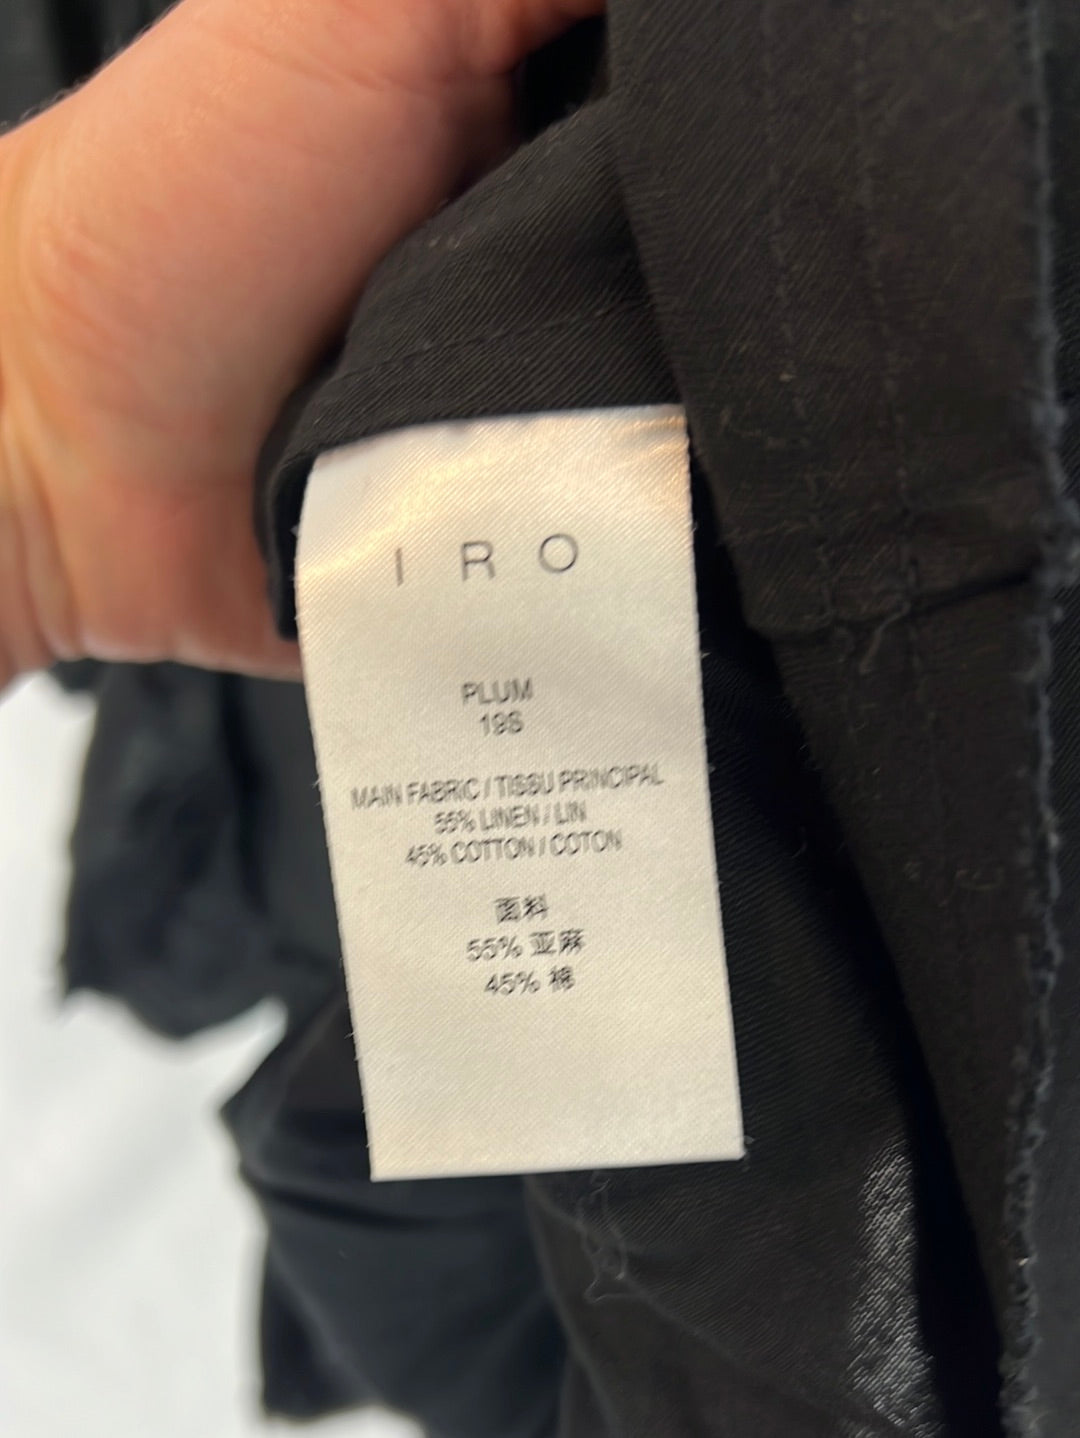 IRO
PLUM
19S
MAIN FABRIC / TISSU PRINCIPAL
55% LINEN / LIN
45% COTTON / COTON
面料
55% 亚麻
45% 棉